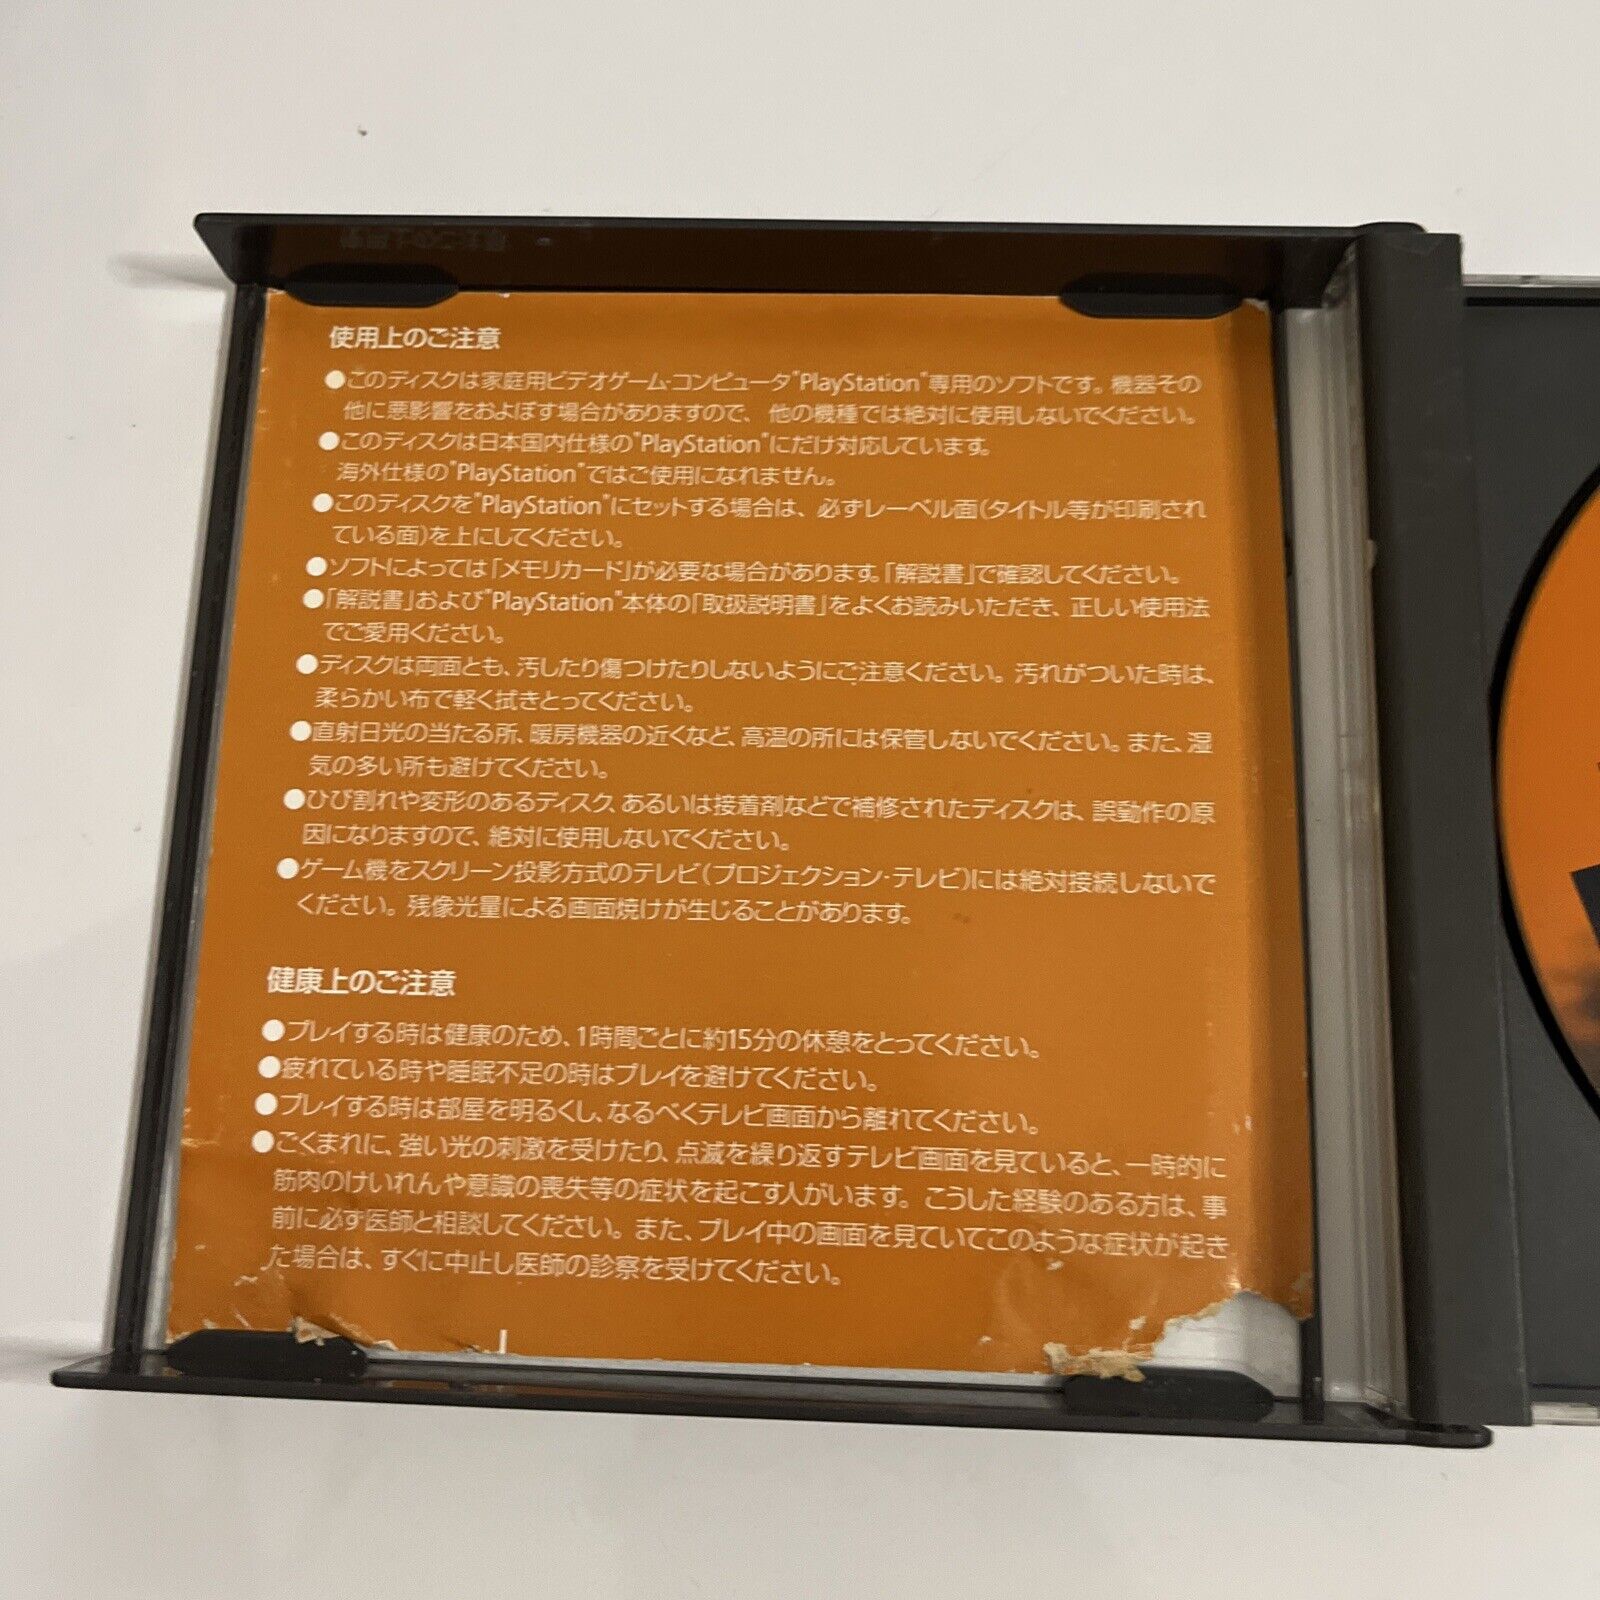 使用上のご注意
●このディスクは家庭用ビデオゲーム・コンピュータ"PlayStation"専用のソフトです。機器その
他に悪影響をおよぼす場合がありますので、他の機種では絶対に使用しないでください。
●このディスクは日本国内仕様の"PlayStation"にだけ対応しています。
海外仕様の"PlayStation"ではご使用になれません。
●このディスクを"PlayStation"にセットする場合は、必ずレーベル面(タイトル等が印刷され
ている面)を上にしてください。
●ソフトによっては「メモリカード」が必要な場合があります。「解説書」で確認してください。
●「解説書」および"PlayStation"本体の「取扱説明書」をよくお読みいただき、正しい使用法
でご愛用ください。
●ディスクは両面とも、汚したり傷つけたりしないようにご注意ください。汚れがついた時は、
柔らかい布で軽く拭きとってください。
●直射日光の当たる所、暖房機器の近くなど、高温の所には保管しないでください。また、湿
気の多い所も避けてください。
●ひび割れや変形のあるディスク、あるいは接着剤などで補修されたディスクは、誤動作の原
因になりますので、絶対に使用しないでください。
●ゲーム機をスクリーン投影方式のテレビ(プロジェクション・テレビ)には絶対接続しないで
ください。残像光量による画面焼けが生じることがあります。
健康上のご注意
●プレイする時は健康のため、1時間ごとに約15分の休憩をとってください。
●疲れている時や睡眠不足の時はプレイを避けてください。
●プレイする時は部屋を明るくし、なるべくテレビ画面から離れてください。
●ごくまれに、強い光の刺激を受けたり、点滅を繰り返すテレビ画面を見ていると、一時的に
筋肉のけいれんや意識の喪失等の症状を起こす人がいます。こうした経験のある方は、事
前に必ず医師と相談してください。また、プレイ中の画面を見ていてこのような症状が起き
た場合は、すぐに中止し医師の診察を受けてください。